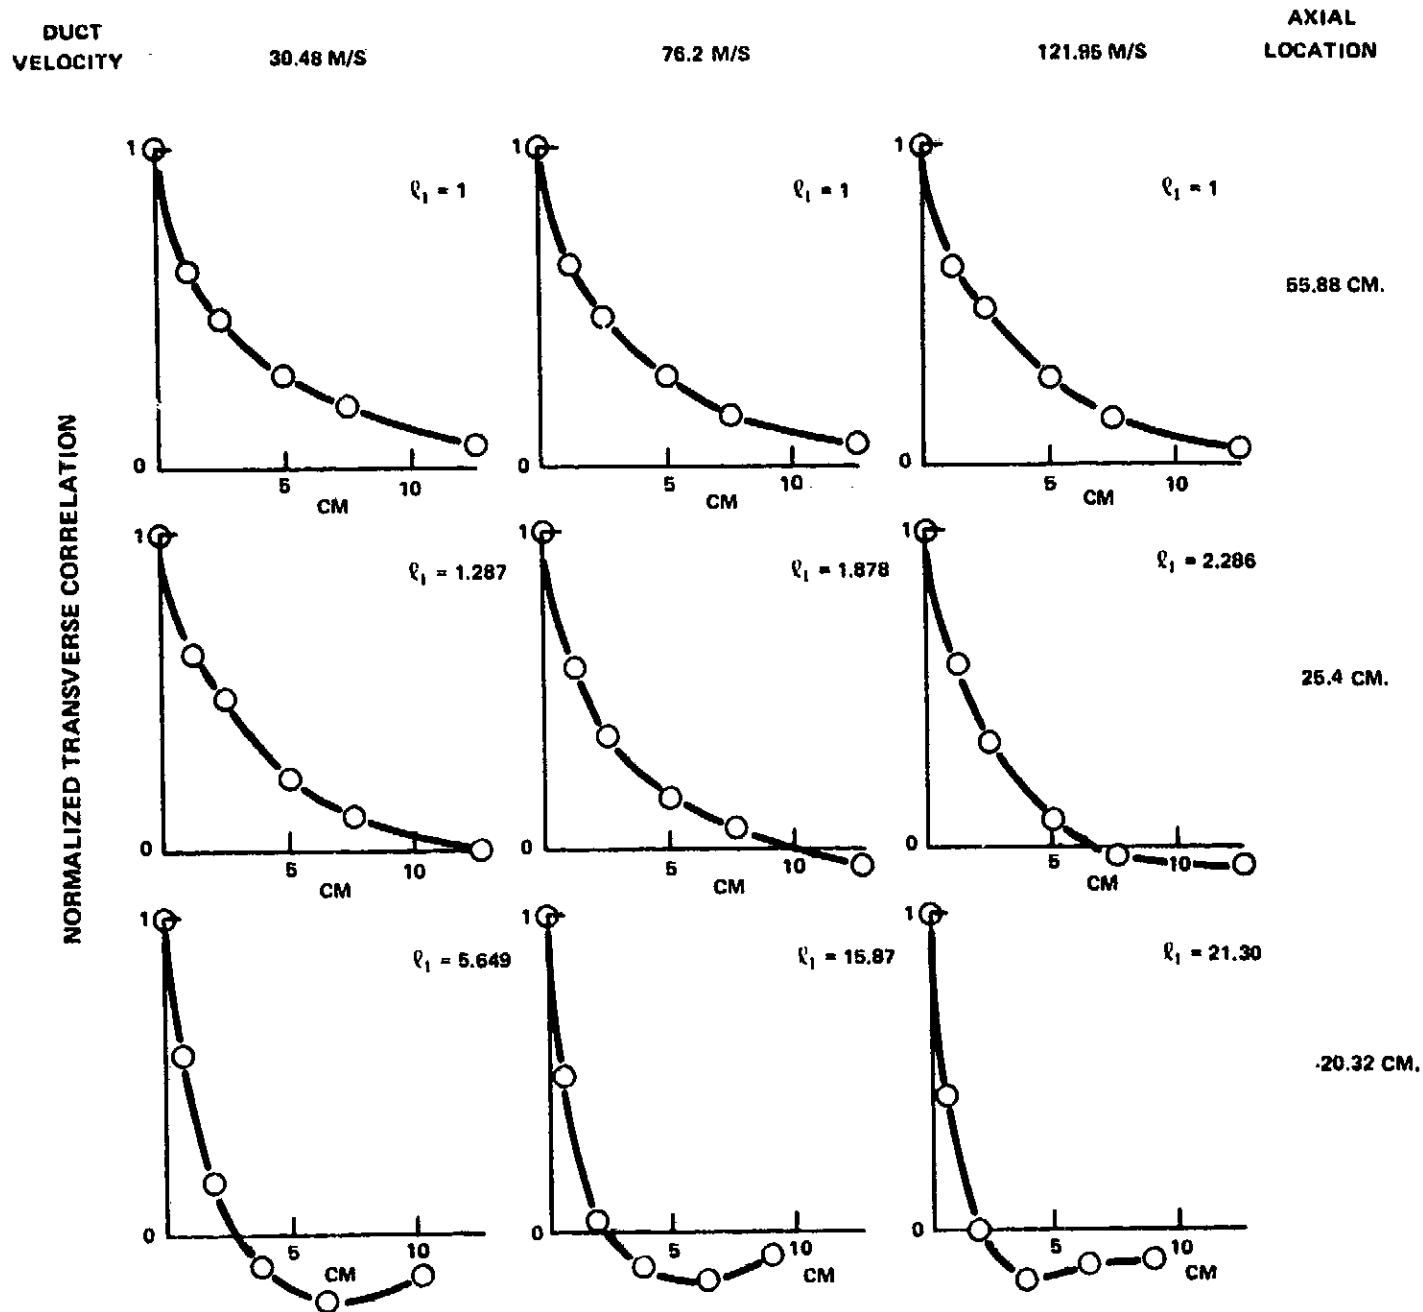 DUCT VELOCITY
30.48 M/S
76.2 M/S
121.95 M/S
AXIAL LOCATION
NORMALIZED TRANSVERSE CORRELATION
1
ℓ₁ = 1
0
5
10
CM
1
ℓ₁ = 1
0
5
10
CM
1
ℓ₁ = 1
0
5
10
CM
55.88 CM.
1
ℓ₁ = 1.287
0
5
10
CM
1
ℓ₁ = 1.878
0
5
10
CM
1
ℓ₁ = 2.286
0
5
10
CM
25.4 CM.
1
ℓ₁ = 5.649
0
5
10
CM
1
ℓ₁ = 15.87
0
5
10
CM
1
ℓ₁ = 21.30
0
5
10
CM
-20.32 CM.